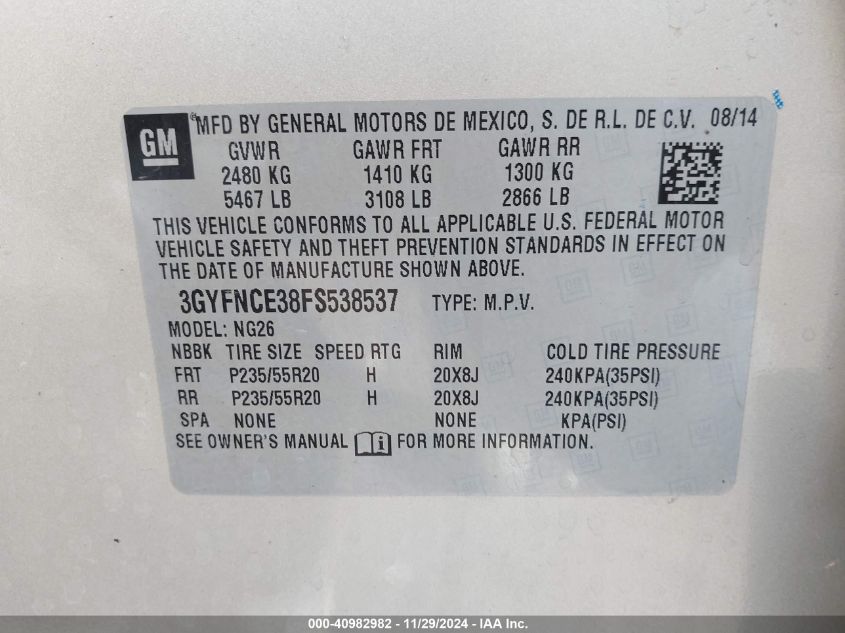 GM
® MFD BY GENERAL MOTORS DE MEXICO, S. DE R.L. DE C.V. 08/14
GVWR GAWR FRT GAWR RR
2480 KG 1410 KG 1300 KG
5467 LB 3108 LB 2866 LB
THIS VEHICLE CONFORMS TO ALL APPLICABLE U.S. FEDERAL MOTOR
VEHICLE SAFETY AND THEFT PREVENTION STANDARDS IN EFFECT ON
THE DATE OF MANUFACTURE SHOWN ABOVE.
3GYFNCE38FS538537 TYPE: M.P.V.
MODEL: NG26
NBBK TIRE SIZE SPEED RTG RIM COLD TIRE PRESSURE
FRT P235/55R20 H 20X8J 240KPA(35PSI)
RR P235/55R20 H 20X8J 240KPA(35PSI)
SPA NONE NONE KPA(PSI)
SEE OWNER'S MANUAL i FOR MORE INFORMATION.
000-40982982 - 11/29/2024 - IAAI.com, Inc.